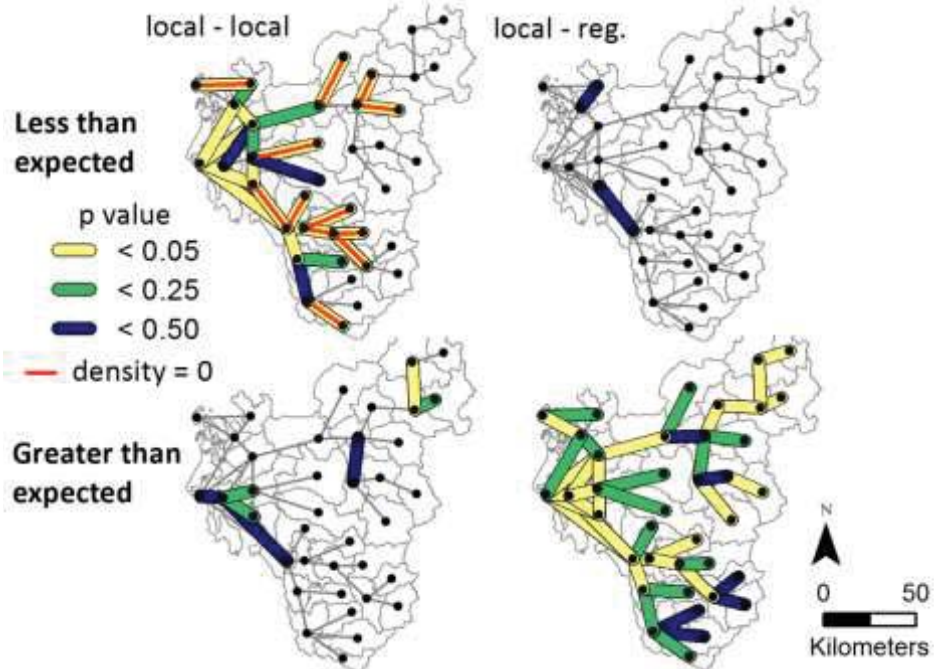 local - local
local - reg.
Less than
expected
p value
< 0.05
< 0.25
< 0.50
density = 0
Greater than
expected
N
0 50
Kilometers